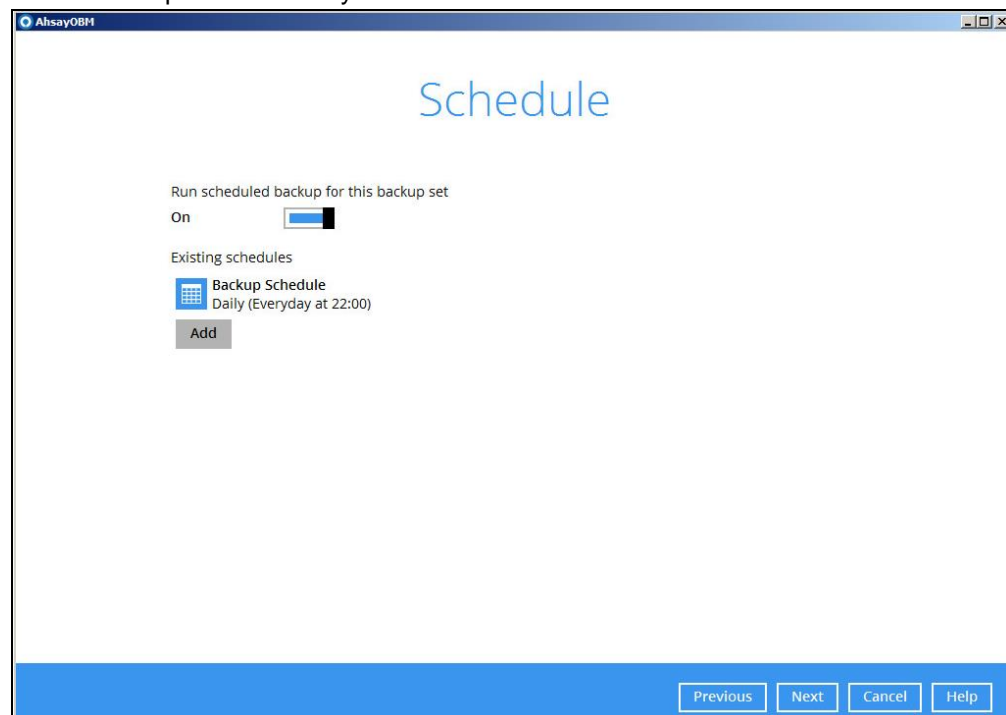 AhsayOBM
Schedule
Run scheduled backup for this backup set
On
Existing schedules
Backup Schedule
Daily (Everyday at 22:00)
Add
Previous Next Cancel Help